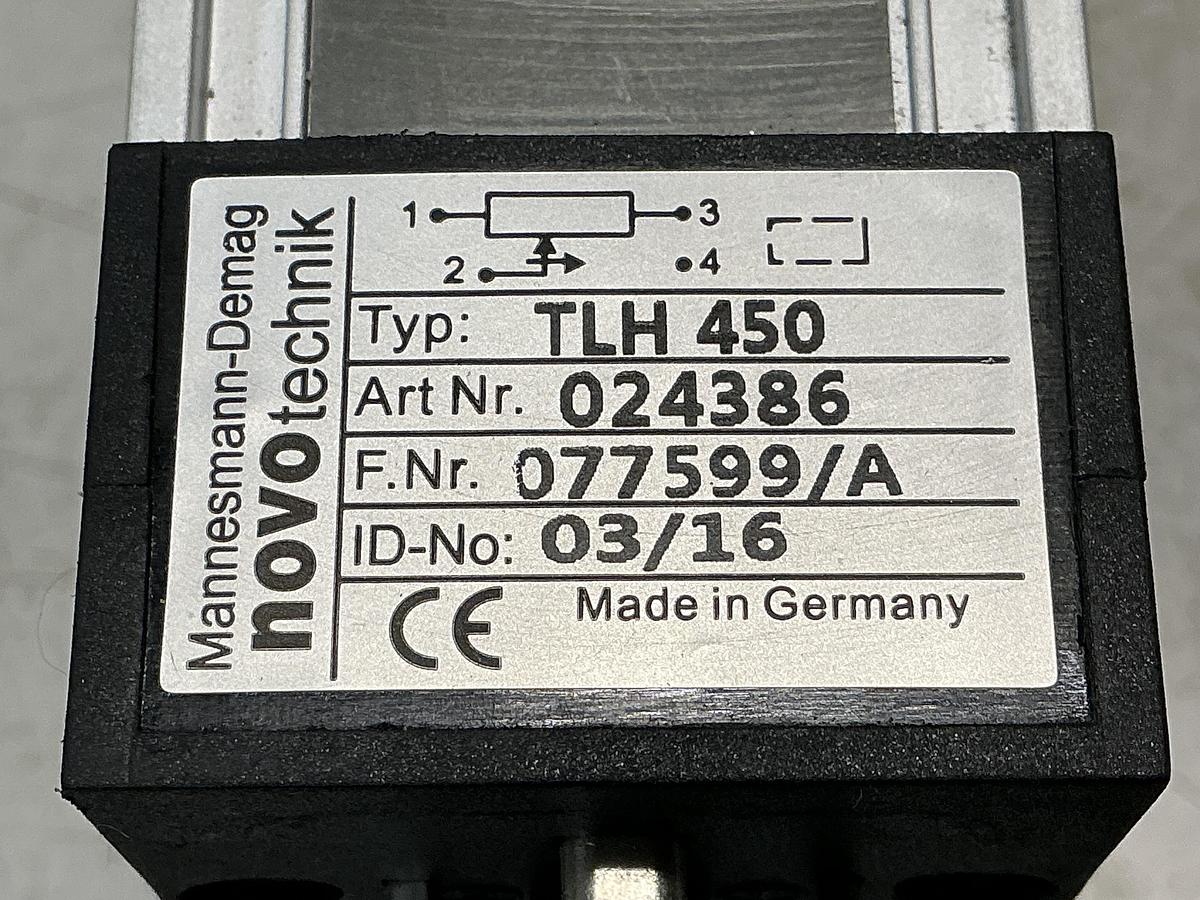 Mannesmann-Demag
novotechnik
1 3
2 4
Typ: TLH 450
Art Nr. 024386
F.Nr. 077599/A
ID-No: 03/16
CE Made in Germany